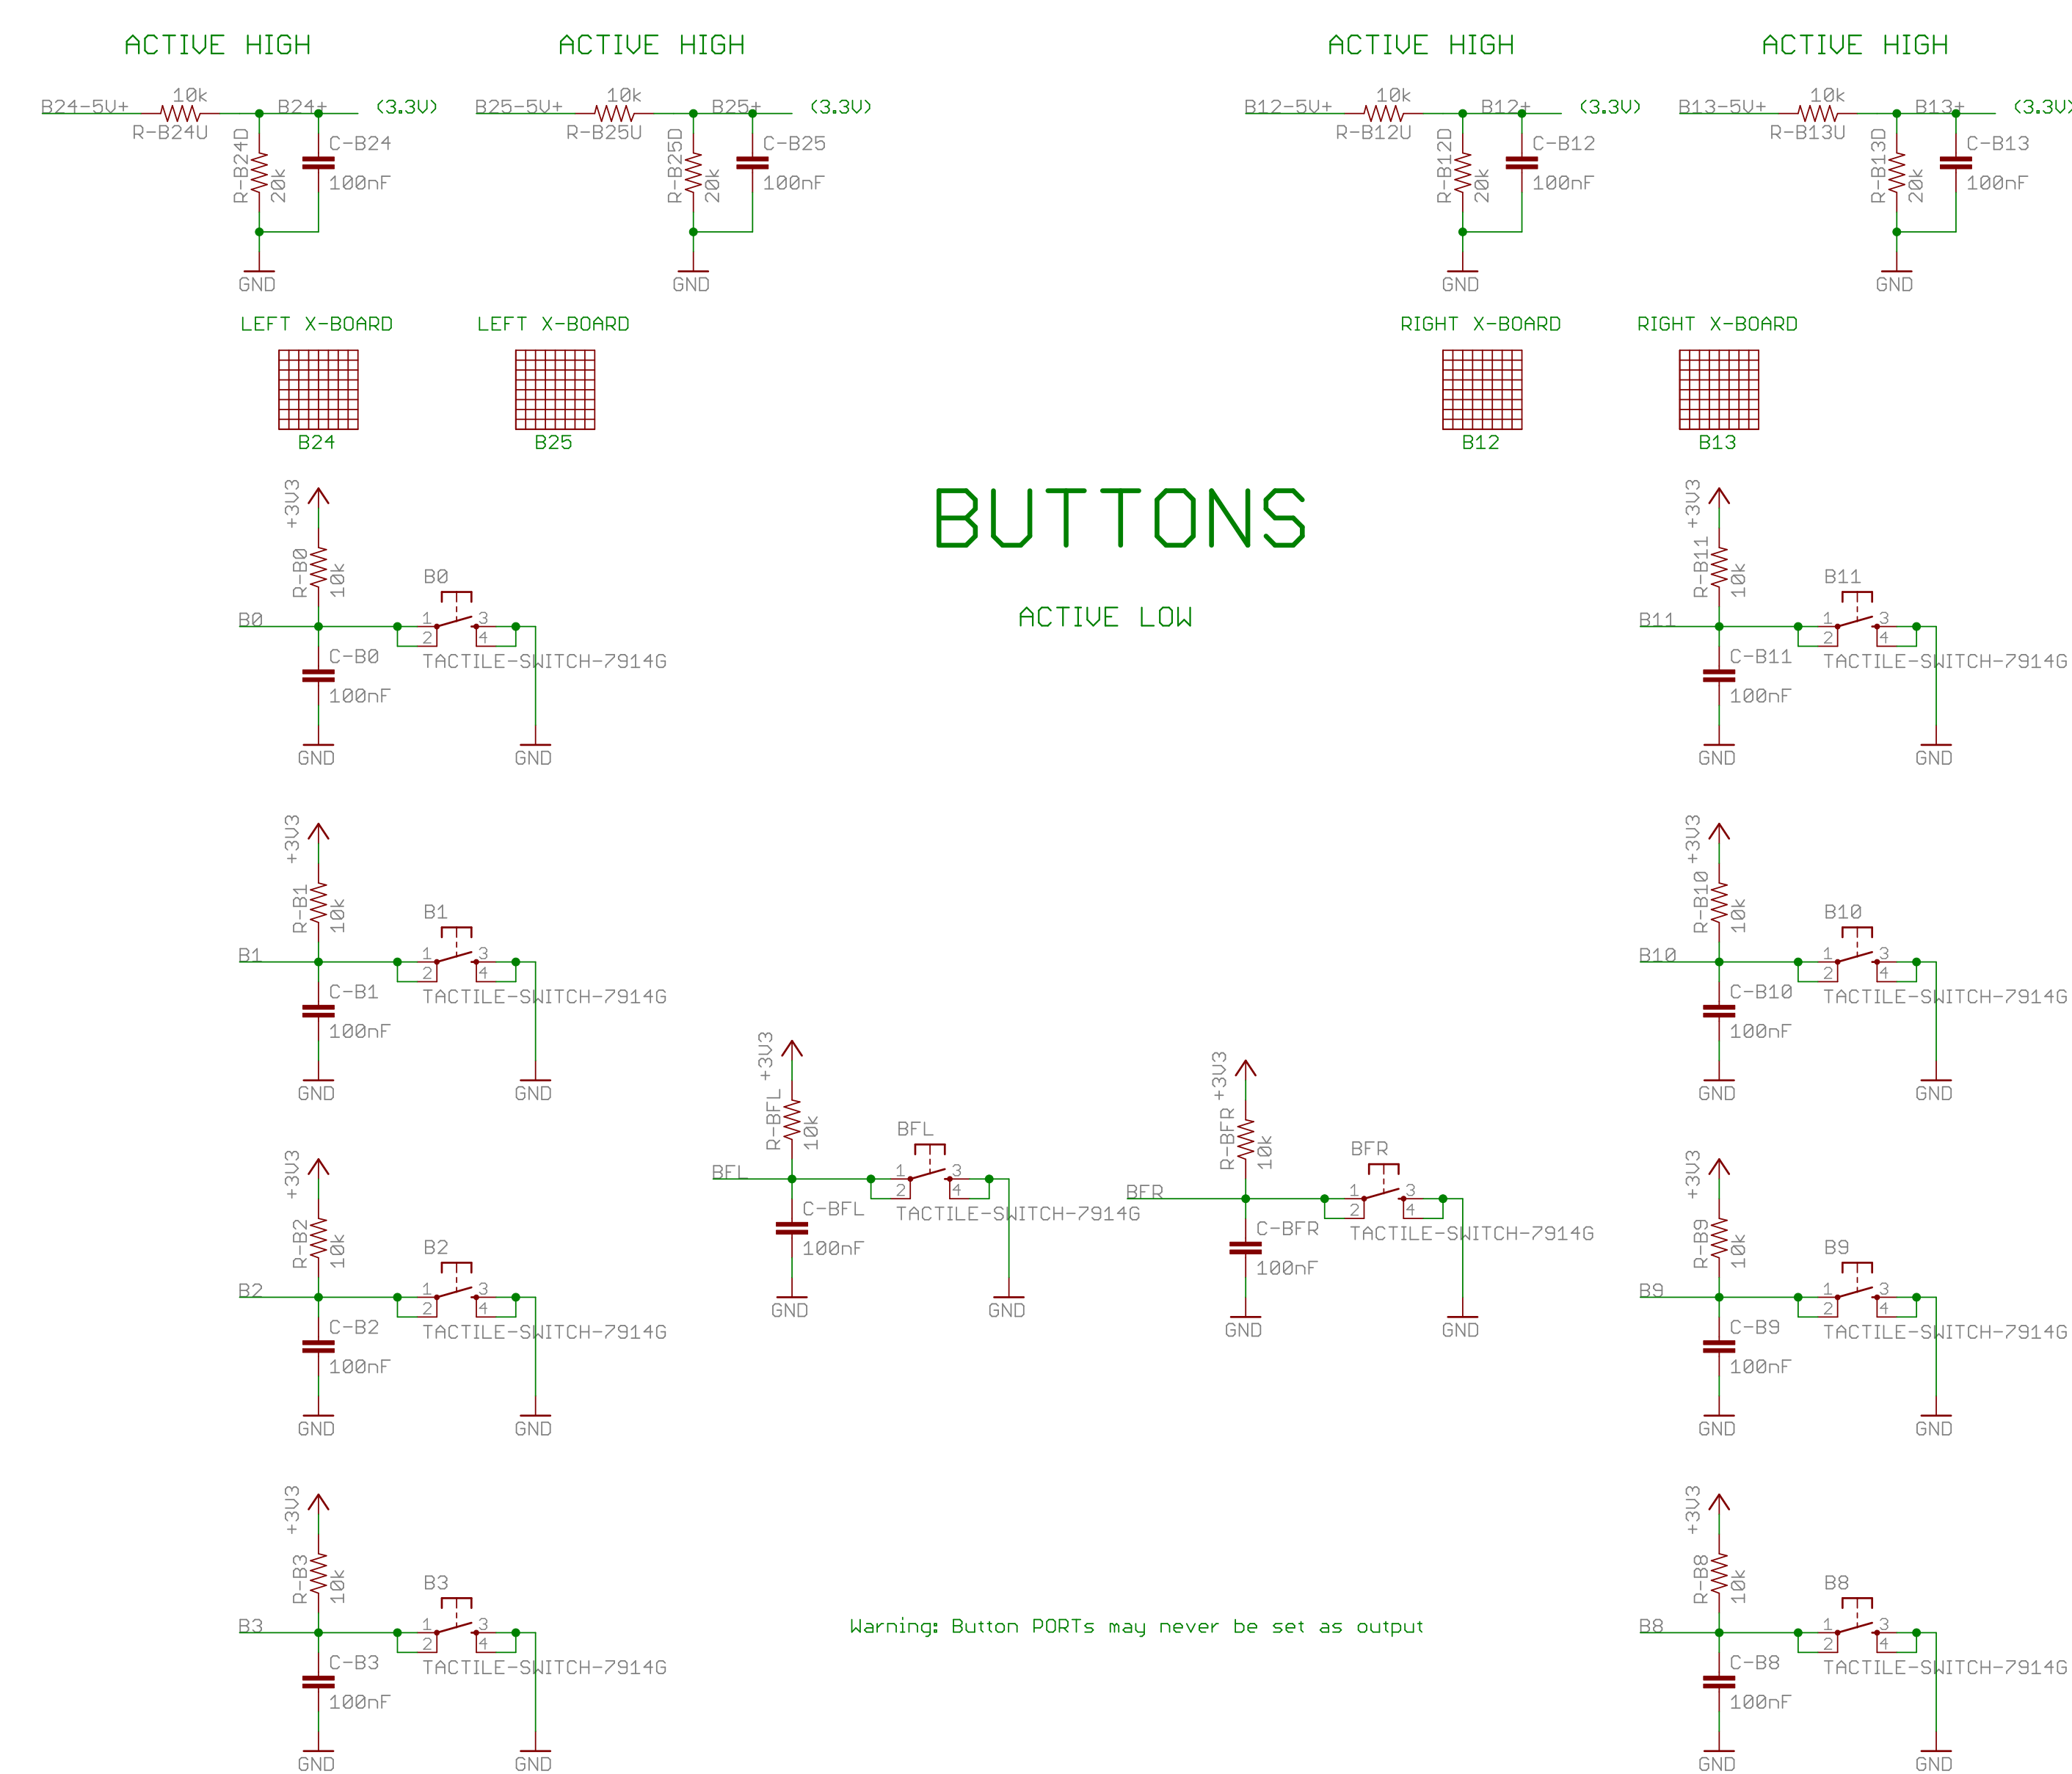 ACTIVE HIGH
ACTIVE HIGH
ACTIVE HIGH
ACTIVE HIGH
B24-5V+
10k
R-B24U
B24+
(3.3V)
R-B24D
20k
C-B24
100nF
GND
B25-5V+
10k
R-B25U
B25+
(3.3V)
R-B25D
20k
C-B25
100nF
GND
B12-5V+
10k
R-B12U
B12+
(3.3V)
R-B12D
20k
C-B12
100nF
GND
B13-5V+
10k
R-B13U
B13+
(3.3V)
R-B13D
20k
C-B13
100nF
GND
LEFT X-BOARD
LEFT X-BOARD
RIGHT X-BOARD
RIGHT X-BOARD
B24
B25
B12
B13
BUTTONS
ACTIVE LOW
+3V3
R-B0
10k
B0
B0
1
2
3
4
TACTILE-SWITCH-7914G
C-B0
100nF
GND
GND
+3V3
R-B11
10k
B11
B11
1
2
3
4
TACTILE-SWITCH-7914G
C-B11
100nF
GND
GND
+3V3
R-B1
10k
B1
B1
1
2
3
4
TACTILE-SWITCH-7914G
C-B1
100nF
GND
GND
+3V3
R-B10
10k
B10
B10
1
2
3
4
TACTILE-SWITCH-7914G
C-B10
100nF
GND
GND
+3V3
R-BFL
10k
BFL
BFL
1
2
3
4
TACTILE-SWITCH-7914G
C-BFL
100nF
GND
GND
+3V3
R-BFR
10k
BFR
BFR
1
2
3
4
TACTILE-SWITCH-7914G
C-BFR
100nF
GND
GND
+3V3
R-B2
10k
B2
B2
1
2
3
4
TACTILE-SWITCH-7914G
C-B2
100nF
GND
GND
+3V3
R-B9
10k
B9
B9
1
2
3
4
TACTILE-SWITCH-7914G
C-B9
100nF
GND
GND
+3V3
R-B3
10k
B3
B3
1
2
3
4
TACTILE-SWITCH-7914G
C-B3
100nF
GND
GND
Warning: Button PORTs may never be set as output
+3V3
R-B8
10k
B8
B8
1
2
3
4
TACTILE-SWITCH-7914G
C-B8
100nF
GND
GND